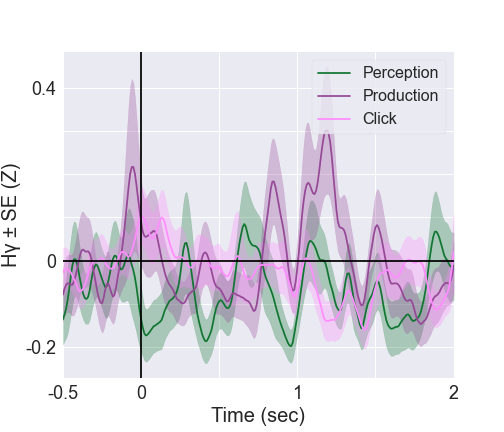 Perception
Production
Click
Hγ ± SE (Z)
0.4
0
-0.2
-0.5
0
1
2
Time (sec)